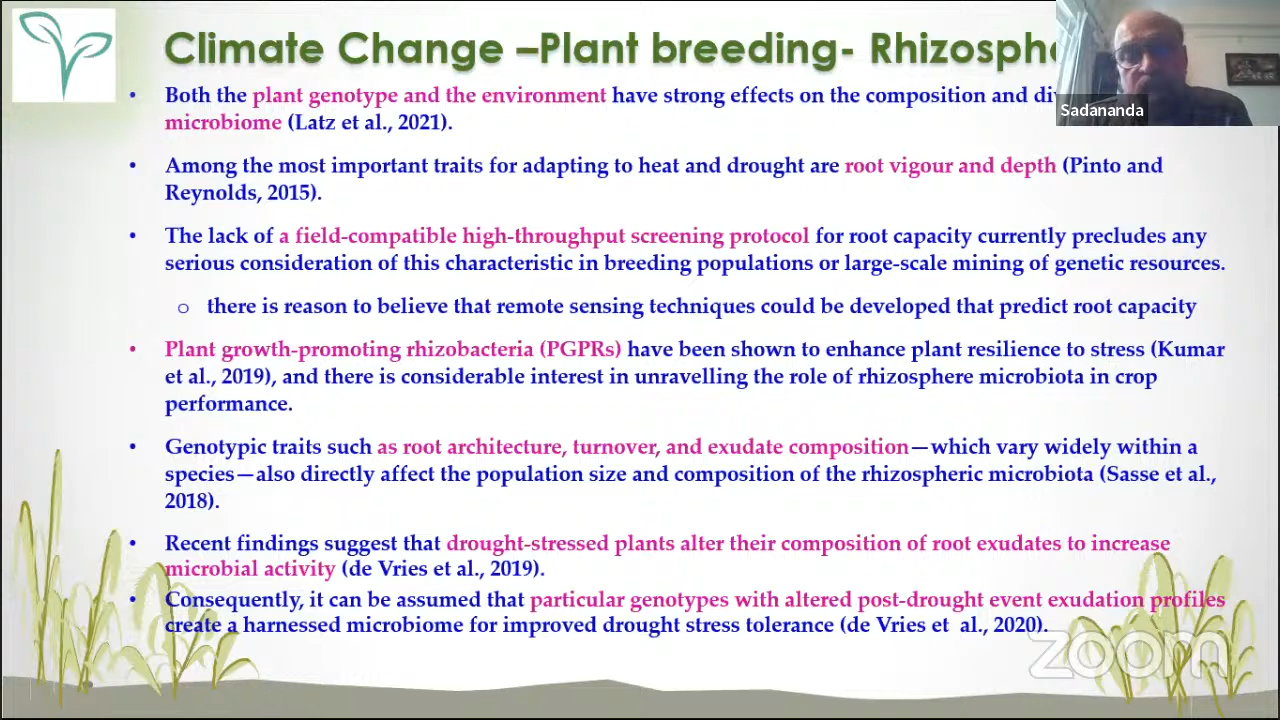 Climate Change –Plant breeding- Rhizosphe
• Both the plant genotype and the environment have strong effects on the composition and
microbiome (Latz et al., 2021).
• Among the most important traits for adapting to heat and drought are root vigour and depth (Pinto and
Reynolds, 2015).
• The lack of a field-compatible high-throughput screening protocol for root capacity currently precludes any
serious consideration of this characteristic in breeding populations or large-scale mining of genetic resources.
o there is reason to believe that remote sensing techniques could be developed that predict root capacity
• Plant growth-promoting rhizobacteria (PGPRs) have been shown to enhance plant resilience to stress (Kumar
et al., 2019), and there is considerable interest in unravelling the role of rhizosphere microbiota in crop
performance.
• Genotypic traits such as root architecture, turnover, and exudate composition—which vary widely within a
species—also directly affect the population size and composition of the rhizospheric microbiota (Sasse et al.,
2018).
• Recent findings suggest that drought-stressed plants alter their composition of root exudates to increase
microbial activity (de Vries et al., 2019).
• Consequently, it can be assumed that particular genotypes with altered post-drought event exudation profiles
create a harnessed microbiome for improved drought stress tolerance (de Vries et al., 2020).
Sadananda
zoom